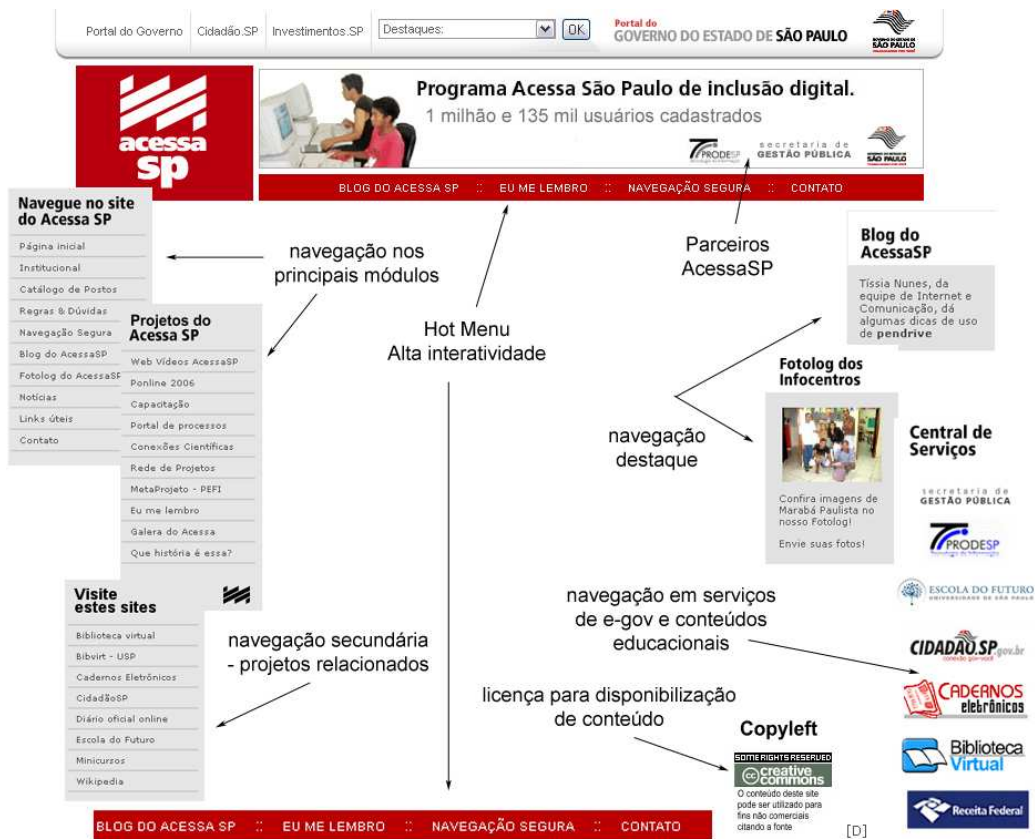 Portal do Governo
Cidadão.SP
Investimentos.SP
Destaques:
OK
Portal do
GOVERNO DO ESTADO DE SÃO PAULO
SÃO PAULO
acessa
sp
Programa Acessa São Paulo de inclusão digital.
1 milhão e 135 mil usuários cadastrados
PRODESP
secretaria de
GESTÃO PÚBLICA
SÃO PAULO
BLOG DO ACESSA SP :: EU ME LEMBRO :: NAVEGAÇÃO SEGURA :: CONTATO
Navegue no site
do Acessa SP
Página inicial
Institucional
Catálogo de Postos
Regras & Dúvidas
Navegação Segura
Blog do AcessaSP
Fotolog do AcessaSP
Notícias
Links úteis
Contato
navegação nos
principais módulos
Projetos do
Acessa SP
Web Vídeos AcessaSP
Ponline 2006
Capacitação
Portal de processos
Conexões Científicas
Rede de Projetos
MetaProjeto - PEFI
Eu me lembro
Galera do Acessa
Que história é essa?
Hot Menu
Alta interatividade
Parceiros
AcessaSP
Blog do
AcessaSP
Tíssia Nunes, da
equipe de Internet e
Comunicação, dá
algumas dicas de uso
de pendrive
navegação
destaque
Fotolog dos
Infocentros
Confira imagens de
Marabá Paulista no
nosso Fotolog!
Envie suas fotos!
Central de
Serviços
secretaria de
GESTÃO PÚBLICA
PRODESP
Tecnologia da Informação
ESCOLA DO FUTURO
UNIVERSIDADE DE SÃO PAULO
CIDADÃO.SP.gov.br
CADERNOS
eletrônicos
Biblioteca
Virtual
Receita Federal
Visite
estes sites
Biblioteca virtual
Bibvirt - USP
Cadernos Eletrônicos
CidadãoSP
Diário oficial online
Escola do Futuro
Minicursos
Wikipedia
navegação secundária
- projetos relacionados
navegação em serviços
de e-gov e conteúdos
educacionais
licença para disponibilização
de conteúdo
Copyleft
SOME RIGHTS RESERVED
cc creative
commons
O conteúdo deste site
pode ser utilizado para
fins não comerciais
citando a fonte
[D]
BLOG DO ACESSA SP :: EU ME LEMBRO :: NAVEGAÇÃO SEGURA :: CONTATO